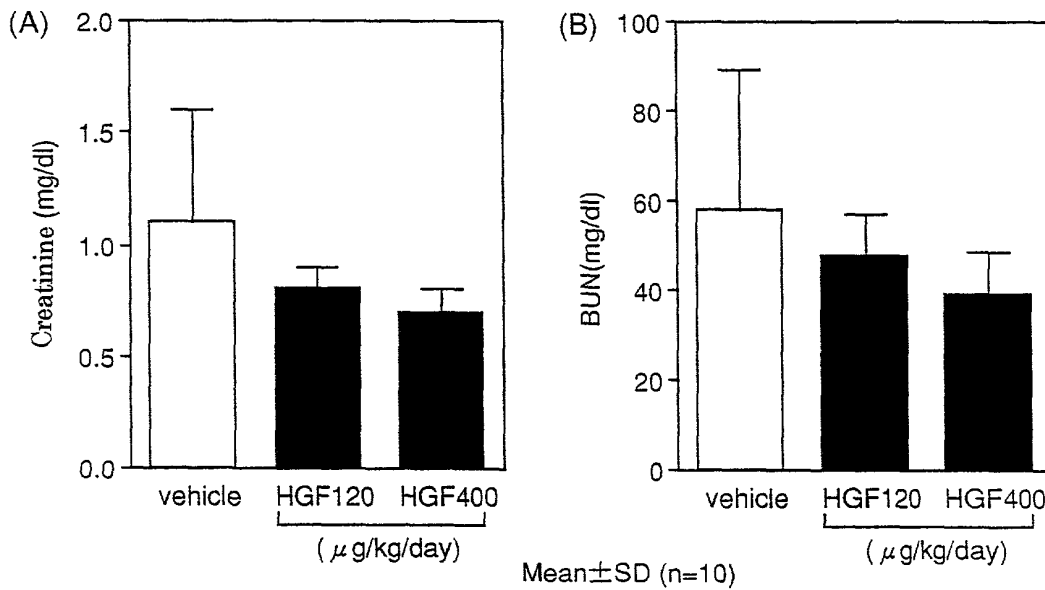 (A)
Creatinine (mg/dl)
2.0
1.5
1.0
0.5
0.0
vehicle HGF120 HGF400
(μg/kg/day)
(B)
BUN(mg/dl)
100
80
60
40
20
0
vehicle HGF120 HGF400
(μg/kg/day)
Mean±SD (n=10)